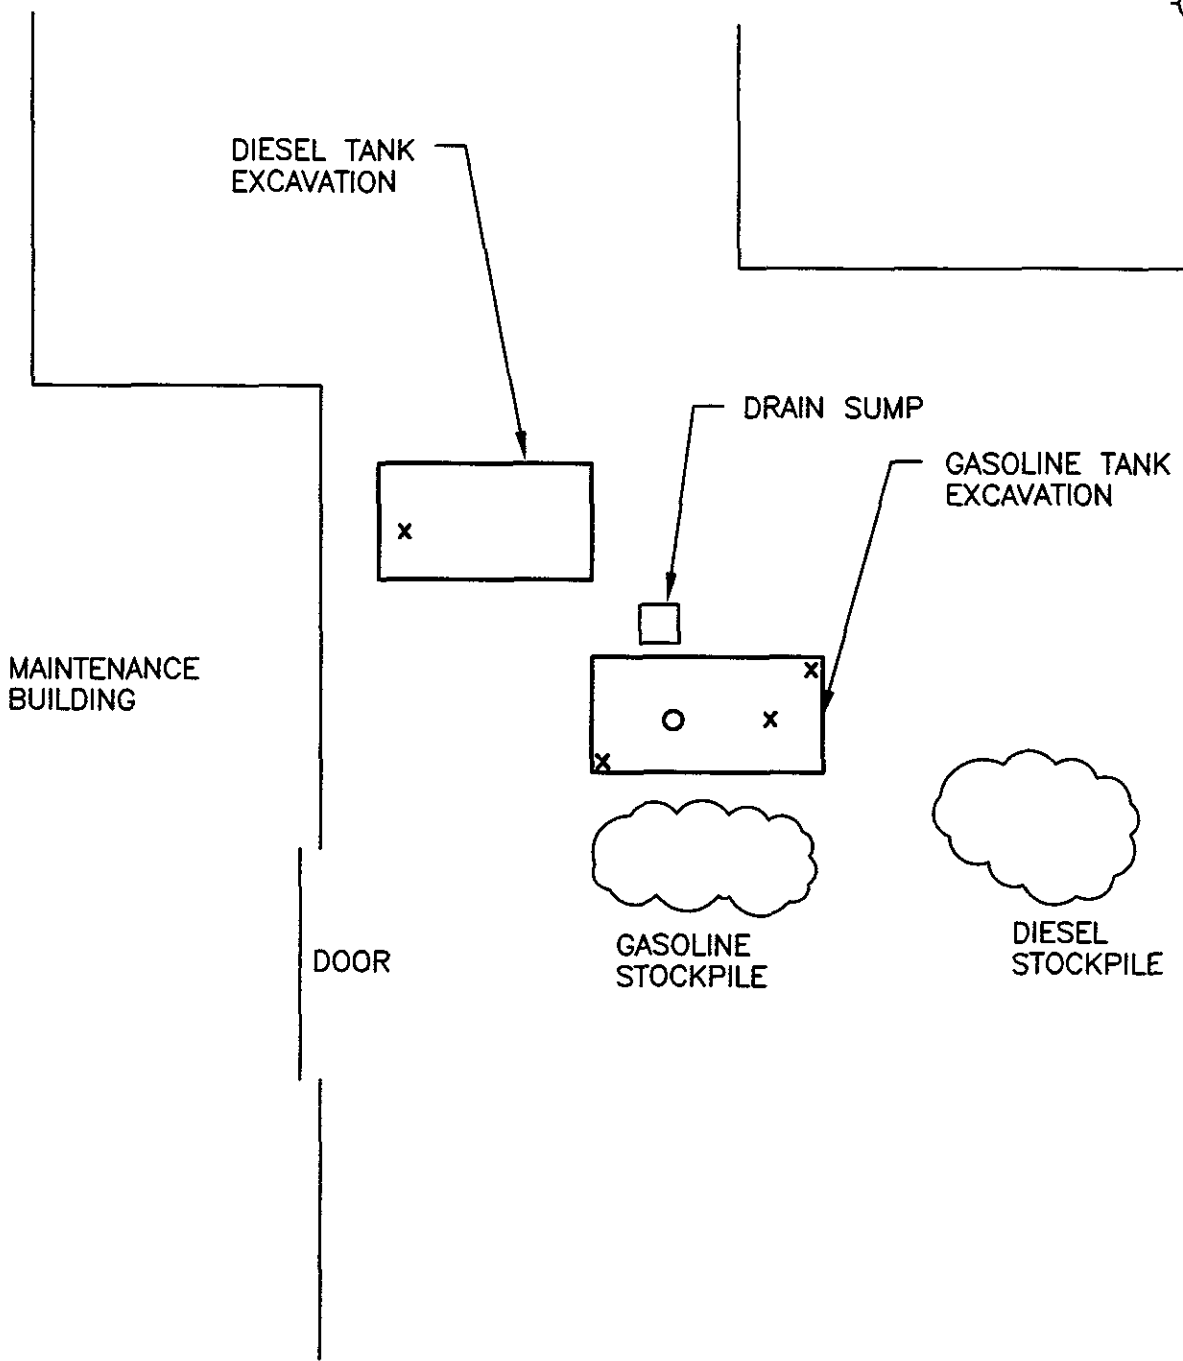 DIESEL TANK
EXCAVATION
DRAIN SUMP
GASOLINE TANK
EXCAVATION
MAINTENANCE
BUILDING
DOOR
GASOLINE
STOCKPILE
DIESEL
STOCKPILE